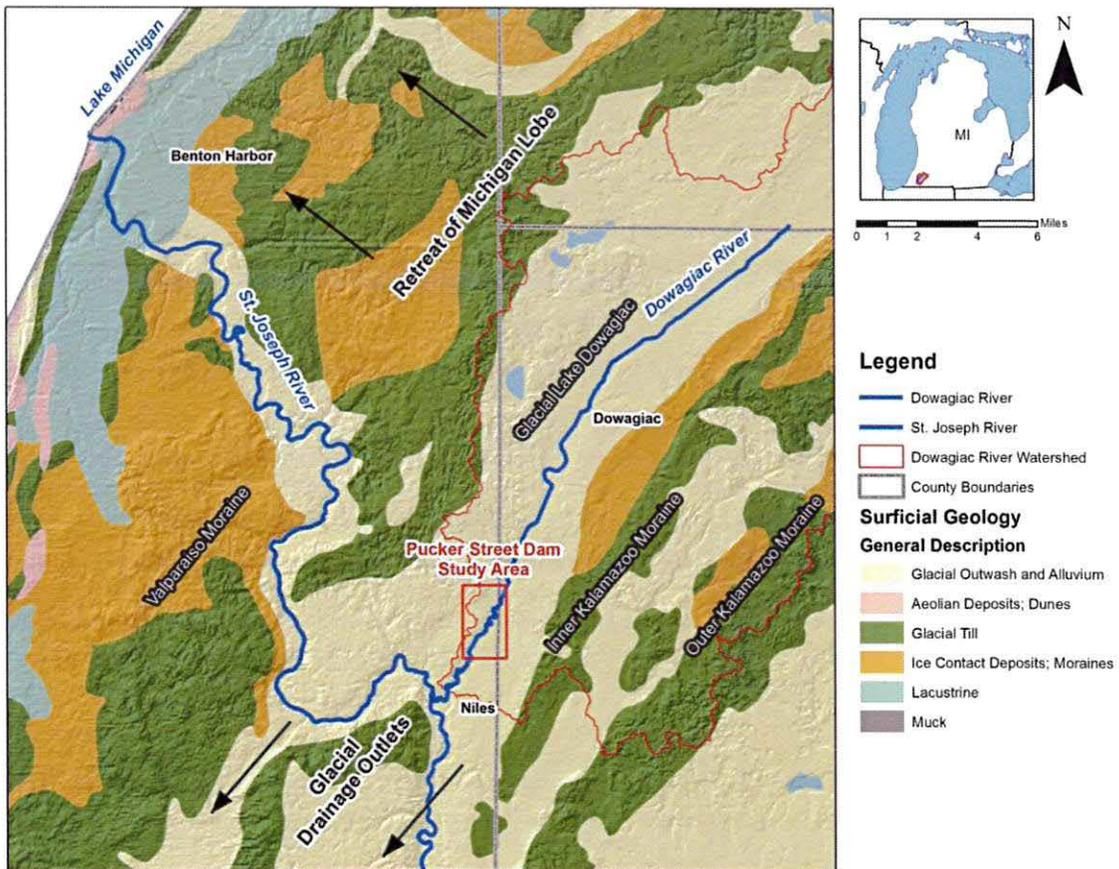 Lake Michigan
Benton Harbor
Retreat of Michigan Lobe
St. Joseph River
Dowagiac River
Glacial Lake Dowagiac
Dowagiac
Valparaiso Moraine
Pucker Street Dam
Study Area
Inner Kalamazoo Moraine
Outer Kalamazoo Moraine
Niles
Glacial
Drainage Outlets
N
MI
Miles
0 1 2 4 6
Legend
Dowagiac River
St. Joseph River
Dowagiac River Watershed
County Boundaries
Surficial Geology
General Description
Glacial Outwash and Alluvium
Aeolian Deposits; Dunes
Glacial Till
Ice Contact Deposits; Moraines
Lacustrine
Muck